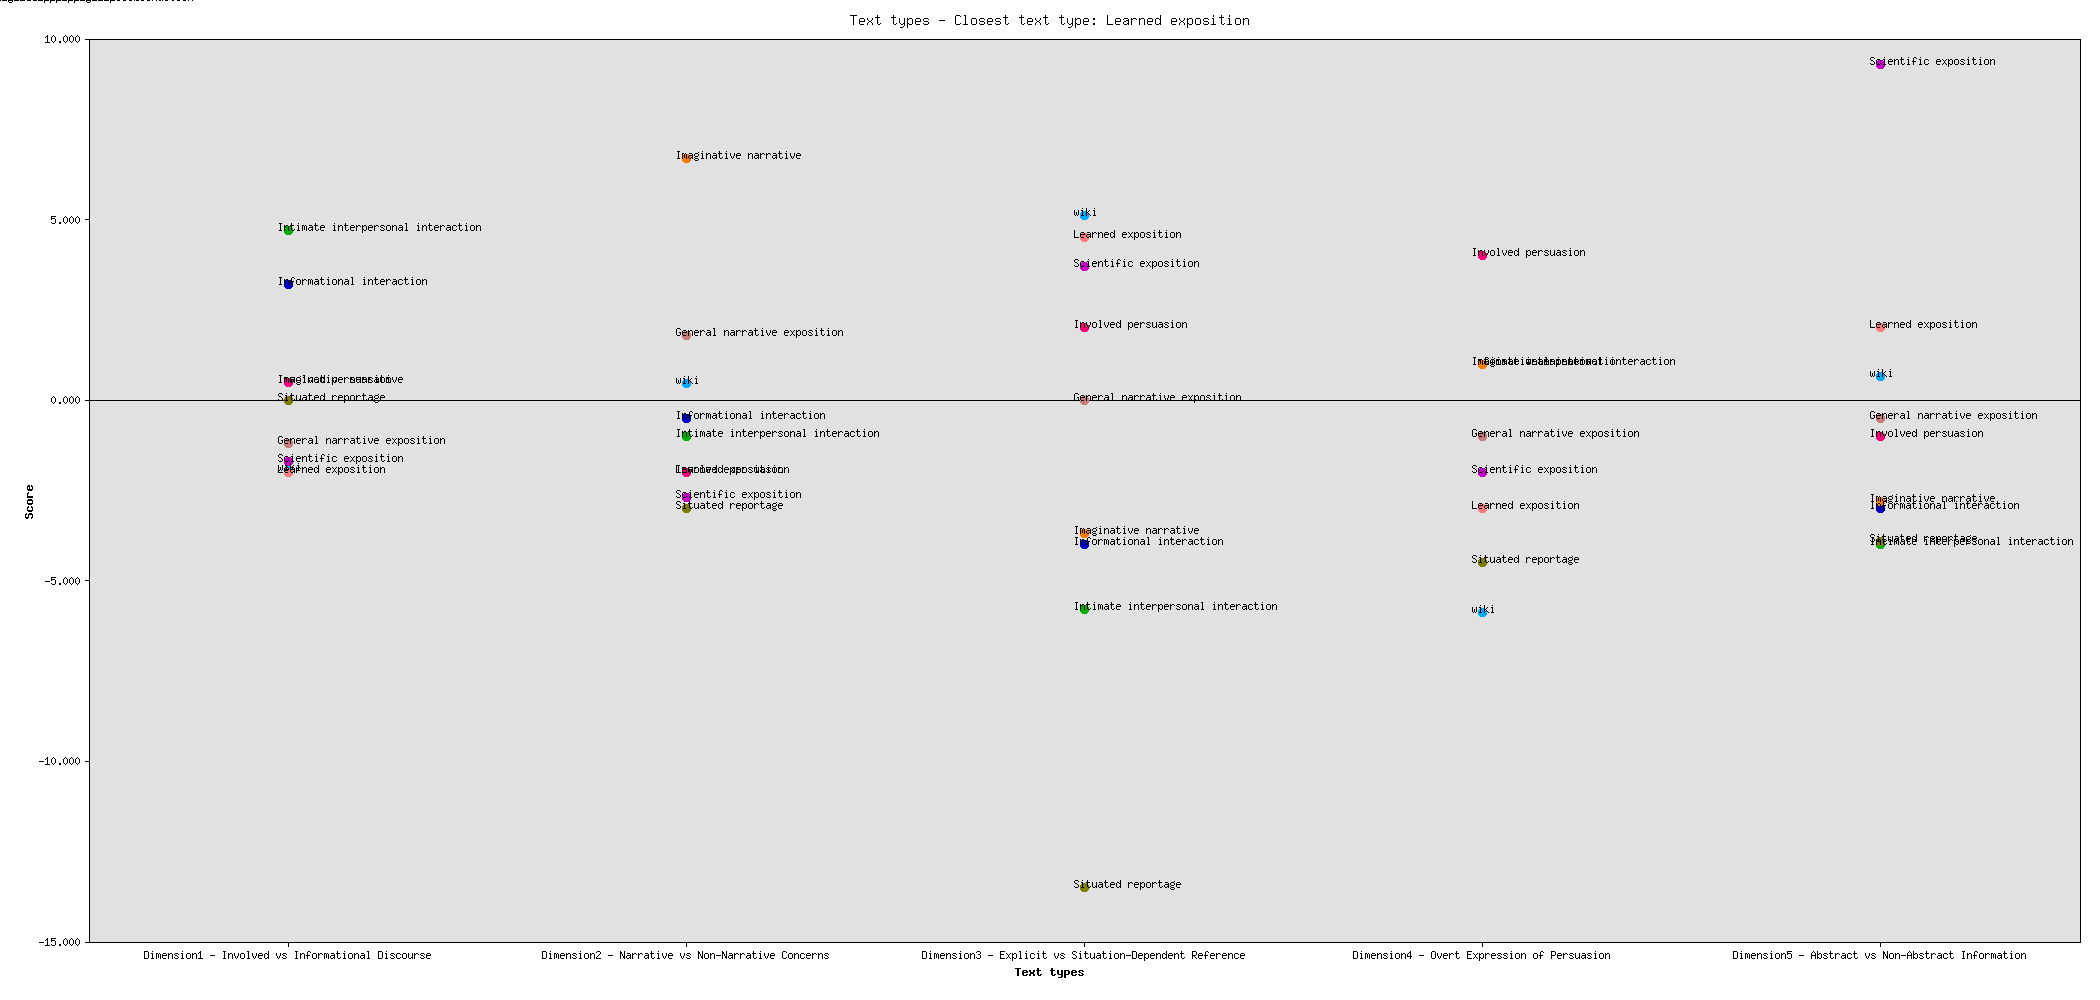 Text types - Closest text type: Learned exposition
10.000
Scientific exposition
Imaginative narrative
5.000
Intimate interpersonal interaction
wiki
Learned exposition
Involved persuasion
Scientific exposition
Informational interaction
General narrative exposition
Involved persuasion
Learned exposition
wiki
wiki
0.000
Situated reportage
General narrative exposition
Informational interaction
General narrative exposition
Intimate interpersonal interaction
General narrative exposition
Involved persuasion
General narrative exposition
Scientific exposition
Learned exposition
Scientific exposition
Scientific exposition
Situated reportage
Learned exposition
Imaginative narrative
Informational interaction
Score
Imaginative narrative
Informational interaction
Situated reportage
Situated reportage
Intimate interpersonal interaction
-5.000
Intimate interpersonal interaction
wiki
-10.000
Situated reportage
-15.000
Dimension1 - Involved vs Informational Discourse
Dimension2 - Narrative vs Non-Narrative Concerns
Dimension3 - Explicit vs Situation-Dependent Reference
Dimension4 - Overt Expression of Persuasion
Dimension5 - Abstract vs Non-Abstract Information
Text types